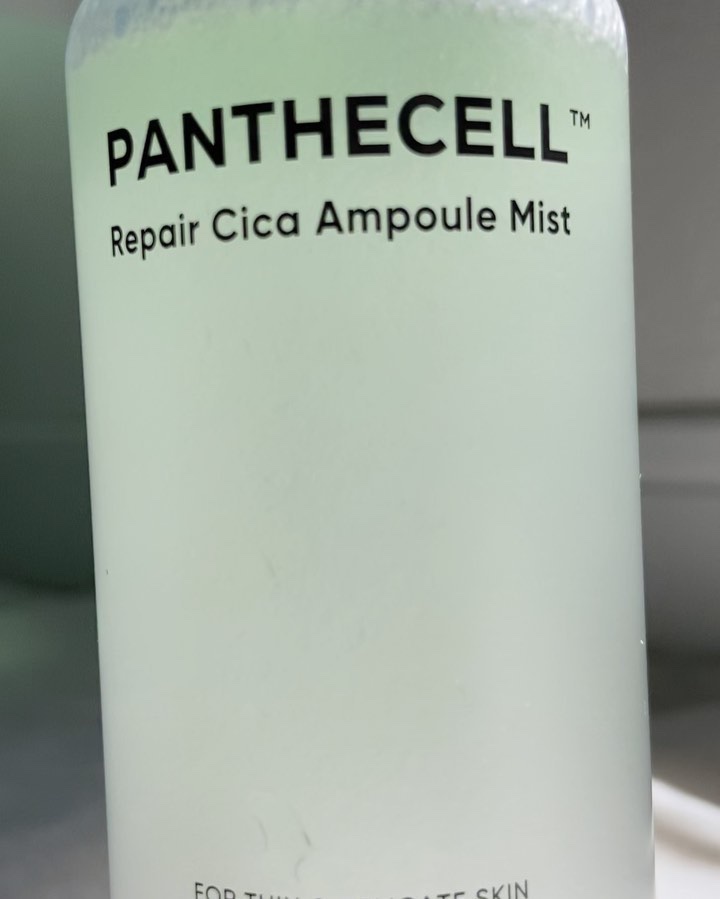 PANTHECELL™
Repair Cica Ampoule Mist
FOR SKIN